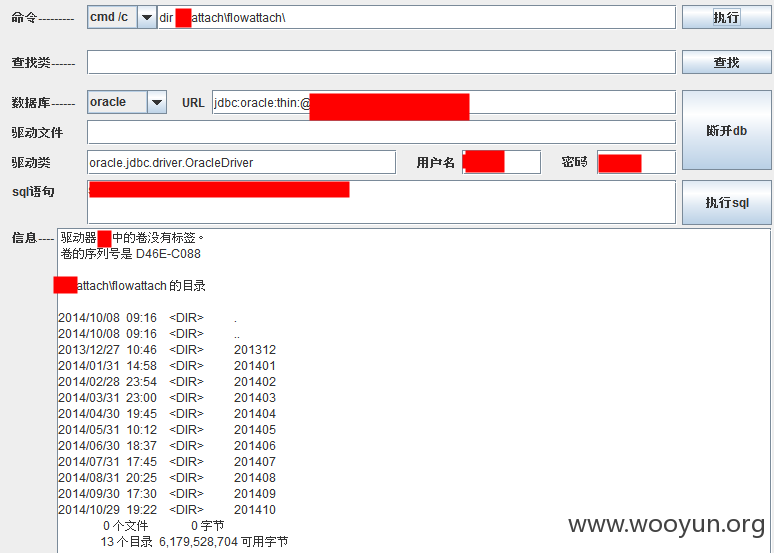 命令---------- cmd /c dir attach\flowattach\ 执行
查找类------ 查找
数据库------ oracle URL jdbc:oracle:thin:@ 断开db
驱动文件
驱动类 oracle.jdbc.driver.OracleDriver 用户名 密码
sql语句 执行sql
信息---- 驱动器 中的卷没有标签。
卷的序列号是 D46E-C088
attach\flowattach 的目录
2014/10/08 09:16 <DIR> .
2014/10/08 09:16 <DIR> ..
2013/12/27 10:46 <DIR> 201312
2014/01/31 14:58 <DIR> 201401
2014/02/28 23:54 <DIR> 201402
2014/03/31 23:00 <DIR> 201403
2014/04/30 19:45 <DIR> 201404
2014/05/31 10:12 <DIR> 201405
2014/06/30 18:37 <DIR> 201406
2014/07/31 17:45 <DIR> 201407
2014/08/31 20:25 <DIR> 201408
2014/09/30 17:30 <DIR> 201409
2014/10/29 19:22 <DIR> 201410
0 个文件 0 字节
13 个目录 6,179,528,704 可用字节
www.wooyun.org